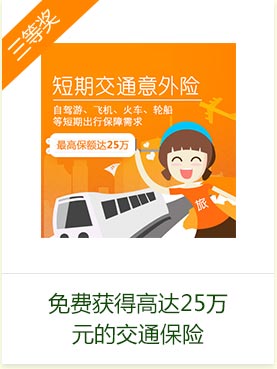 三等奖
短期交通意外险
自驾游、飞机、火车、轮船
等短期出行保障需求
最高保额达25万
旅
免费获得高达25万
元的交通保险